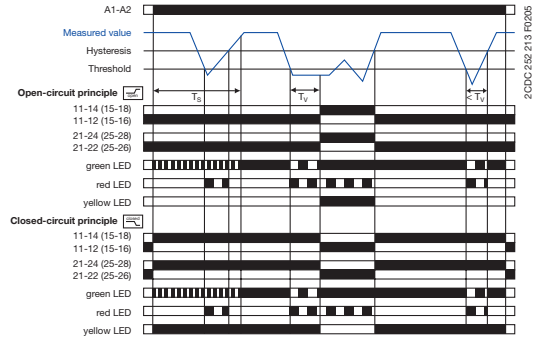 A1-A2
Measured value
Hysteresis
Threshold
Open-circuit principle open
TS TV < TV
11-14 (15-18)
11-12 (15-16)
21-24 (25-28)
21-22 (25-26)
green LED
red LED
yellow LED
Closed-circuit principle closed
11-14 (15-18)
11-12 (15-16)
21-24 (25-28)
21-22 (25-26)
green LED
red LED
yellow LED
2CDC 252 213 F0205